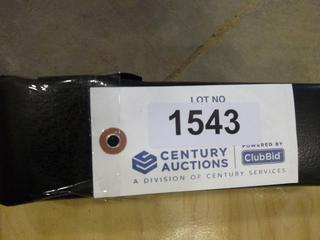 LOT NO
1543
CENTURY AUCTIONS
POWERED BY
ClubBid
A DIVISION OF CENTURY SERVICES